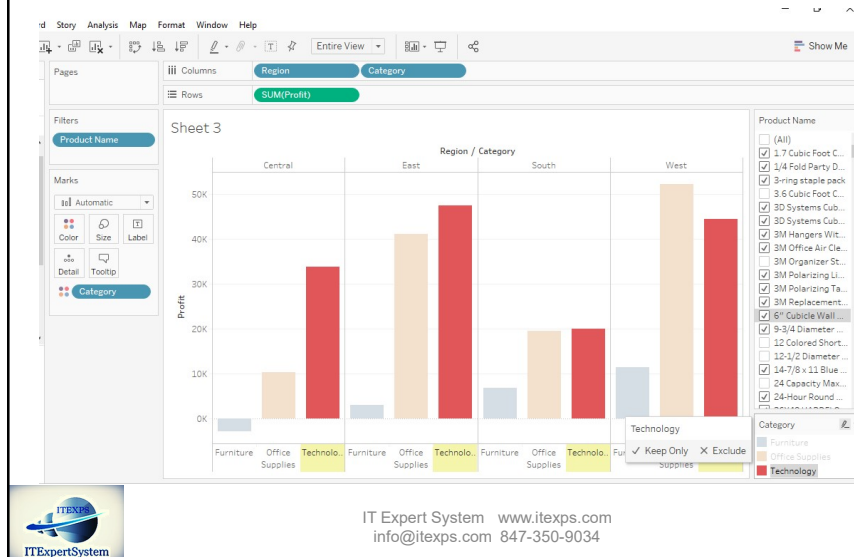 Story Analysis Map Format Window Help
T Entire View Show Me
Pages
iii Columns Region Category
Rows SUM(Profit)
Filters
Product Name
Marks
Automatic
Color Size Label
Detail Tooltip
Category
Sheet 3
Region / Category
Central East South West
50K
40K
30K
20K
10K
0K
Profit
Furniture Office Supplies Technolo.. Furniture Office Supplies Technolo.. Furniture Office Supplies Technolo.. Fur
Supplies
Technology
Keep Only Exclude
Product Name
(All)
1.7 Cubic Foot C...
1/4 Fold Party D...
3-ring staple pack
3.6 Cubic Foot C...
3D Systems Cub...
3D Systems Cub...
3M Hangers Wit...
3M Office Air Cle...
3M Organizer St...
3M Polarizing Li...
3M Polarizing Ta...
3M Replacement...
6" Cubicle Wall ...
9-3/4 Diameter ...
12 Colored Short...
12-1/2 Diameter ...
14-7/8 x 11 Blue ...
24 Capacity Max...
24-Hour Round ...
Category
Furniture
Office Supplies
Technology
ITEXPS
ITExpertSystem
IT Expert System www.itexps.com
info@itexps.com 847-350-9034